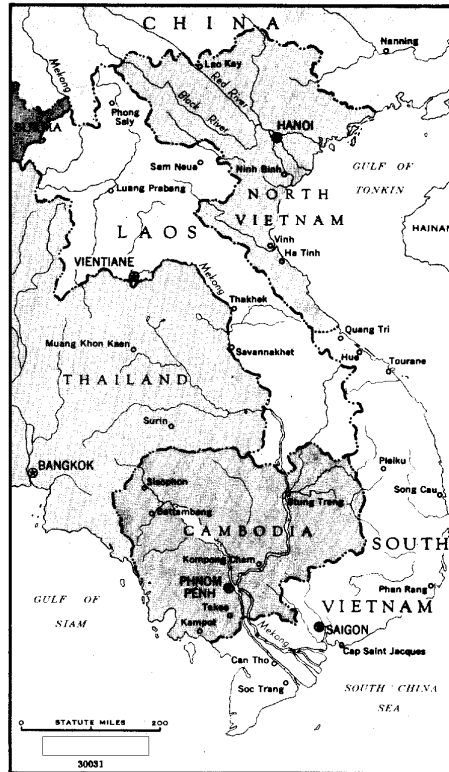 CHINA
Nanning
Mekong
Lao Kay
Red River
Black River
Phong Saly
HANOI
GULF OF
TONKIN
Sam Neua
Ninh Binh
NORTH
VIETNAM
Luang Prabang
HAINAN
LAOS
Vinh
Ha Tinh
VIENTIANE
Mekong
Thakhek
Quang Tri
Muang Khon Kaen
Savannakhet
Hue
Tourane
THAILAND
Surin
BANGKOK
Pleiku
Sisophon
Stung Treng
Song Cau
Battambang
CAMBODIA
SOUTH
Kompong Cham
PHNOM
PENH
Phan Rang
GULF OF
SIAM
VIETNAM
Takeo
Kampot
Mekong
SAIGON
Cap Saint Jacques
Can Tho
Soc Trang
SOUTH CHINA
SEA
0 STATUTE MILES 200
30031